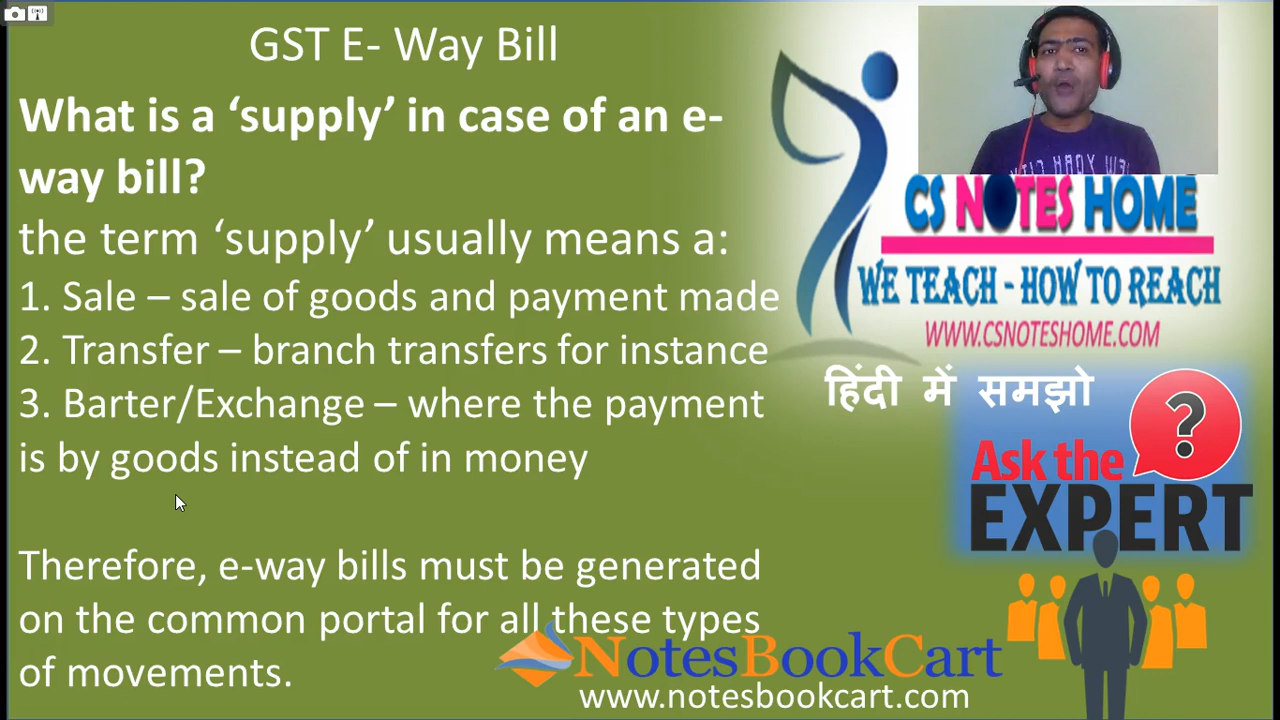 GST E- Way Bill
What is a ‘supply’ in case of an e-
way bill?
the term ‘supply’ usually means a:
1. Sale – sale of goods and payment made
2. Transfer – branch transfers for instance
3. Barter/Exchange – where the payment
is by goods instead of in money
Therefore, e-way bills must be generated
on the common portal for all these types
of movements.
CS NOTES HOME
WE TEACH - HOW TO REACH
WWW.CSNOTESHOME.COM
हिंदी में समझो
Ask the
?
EXPERT
NotesBookCart
www.notesbookcart.com